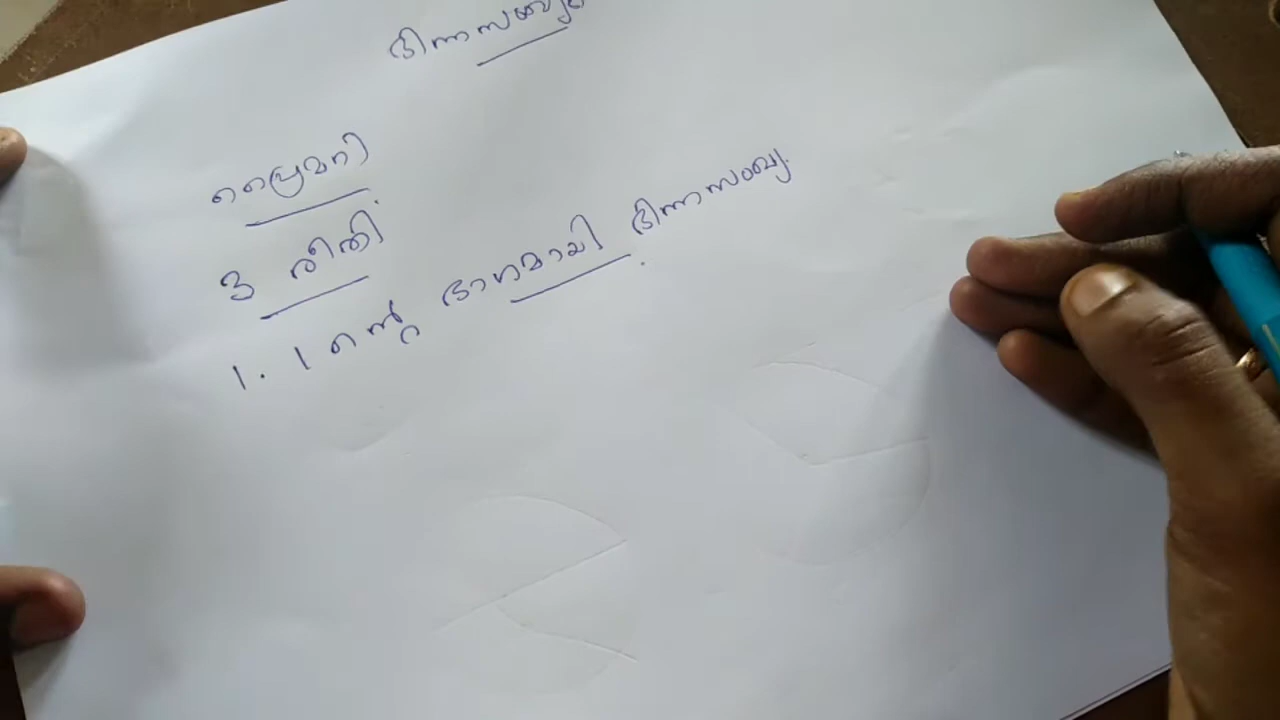 ഭിന്നസംഖ്യ
പ്രൈമറി
3 രീതി
1. 1 ന്റെ ഭാഗമായി ഭിന്നസംഖ്യ.